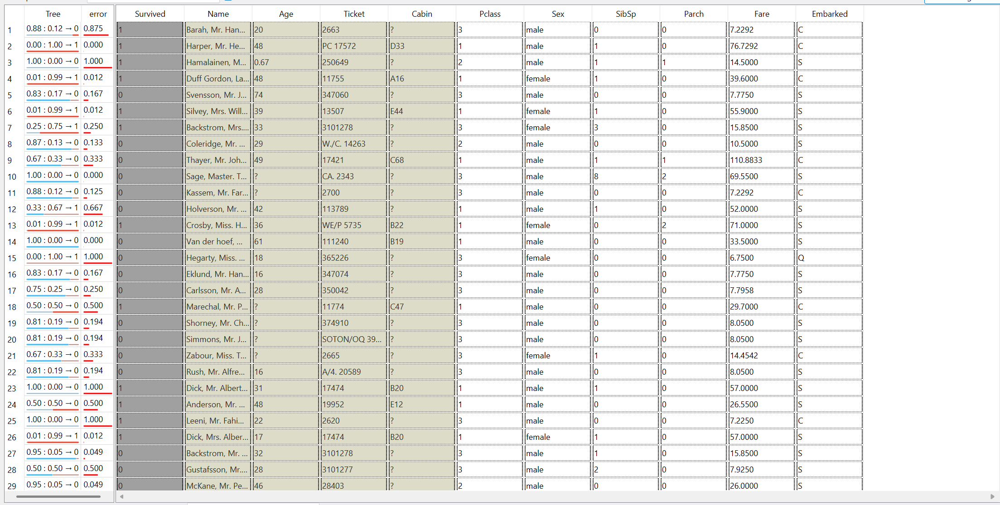 Tree error Survived Name Age Ticket Cabin Pclass Sex SibSp Parch Fare Embarked
1 0.88 : 0.12 → 0 0.875 1 Barah, Mr. Han... 20 2663 ? 3 male 0 0 7.2292 C
2 0.00 : 1.00 → 1 0.000 1 Harper, Mr. He... 48 PC 17572 D33 1 male 1 0 76.7292 C
3 1.00 : 0.00 → 0 1.000 1 Hamalainen, M... 0.67 250649 ? 2 male 1 1 14.5000 S
4 0.01 : 0.99 → 1 0.012 1 Duff Gordon, La... 48 11755 A16 1 female 1 0 39.6000 C
5 0.83 : 0.17 → 0 0.167 0 Svensson, Mr. J... 74 347060 ? 3 male 0 0 7.7750 S
6 0.01 : 0.99 → 1 0.012 1 Silvey, Mrs. Will... 39 13507 E44 1 female 1 0 55.9000 S
7 0.25 : 0.75 → 1 0.250 1 Backstrom, Mrs.... 33 3101278 ? 3 female 3 0 15.8500 S
8 0.87 : 0.13 → 0 0.133 0 Coleridge, Mr. ... 29 W./C. 14263 ? 2 male 0 0 10.5000 S
9 0.67 : 0.33 → 0 0.333 0 Thayer, Mr. Joh... 49 17421 C68 1 male 1 1 110.8833 C
10 1.00 : 0.00 → 0 0.000 0 Sage, Master. T... ? CA. 2343 ? 3 male 8 2 69.5500 S
11 0.88 : 0.12 → 0 0.125 0 Kassem, Mr. Far... ? 2700 ? 3 male 0 0 7.2292 C
12 0.33 : 0.67 → 1 0.667 0 Holverson, Mr. ... 42 113789 ? 1 male 1 0 52.0000 S
13 0.01 : 0.99 → 1 0.012 1 Crosby, Miss. H... 36 WE/P 5735 B22 1 female 0 2 71.0000 S
14 1.00 : 0.00 → 0 0.000 0 Van der hoef, ... 61 111240 B19 1 male 0 0 33.5000 S
15 0.00 : 1.00 → 1 1.000 0 Hegarty, Miss. ... 18 365226 ? 3 female 0 0 6.7500 Q
16 0.83 : 0.17 → 0 0.167 0 Eklund, Mr. Han... 16 347074 ? 3 male 0 0 7.7750 S
17 0.75 : 0.25 → 0 0.250 0 Carlsson, Mr. A... 28 350042 ? 3 male 0 0 7.7958 S
18 0.50 : 0.50 → 0 0.500 1 Marechal, Mr. P... ? 11774 C47 1 male 0 0 29.7000 C
19 0.81 : 0.19 → 0 0.194 0 Shorney, Mr. Ch... ? 374910 ? 3 male 0 0 8.0500 S
20 0.81 : 0.19 → 0 0.194 0 Simmons, Mr. J... ? SOTON/OQ 39... ? 3 male 0 0 8.0500 S
21 0.67 : 0.33 → 0 0.333 0 Zabour, Miss. T... ? 2665 ? 3 female 1 0 14.4542 C
22 0.81 : 0.19 → 0 0.194 0 Rush, Mr. Alfre... 16 A/4. 20589 ? 3 male 0 0 8.0500 S
23 1.00 : 0.00 → 0 1.000 1 Dick, Mr. Albert... 31 17474 B20 1 male 1 0 57.0000 S
24 0.50 : 0.50 → 0 0.500 1 Anderson, Mr. ... 48 19952 E12 1 male 0 0 26.5500 S
25 1.00 : 0.00 → 0 1.000 1 Leeni, Mr. Fahi... 22 2620 ? 3 male 0 0 7.2250 C
26 0.01 : 0.99 → 1 0.012 1 Dick, Mrs. Alber... 17 17474 B20 1 female 1 0 57.0000 S
27 0.95 : 0.05 → 0 0.049 0 Backstrom, Mr. ... 32 3101278 ? 3 male 1 0 15.8500 S
28 0.50 : 0.50 → 0 0.500 0 Gustafsson, Mr.... 28 3101277 ? 3 male 2 0 7.9250 S
29 0.95 : 0.05 → 0 0.049 0 McKane, Mr. Pe... 46 28403 ? 2 male 0 0 26.0000 S